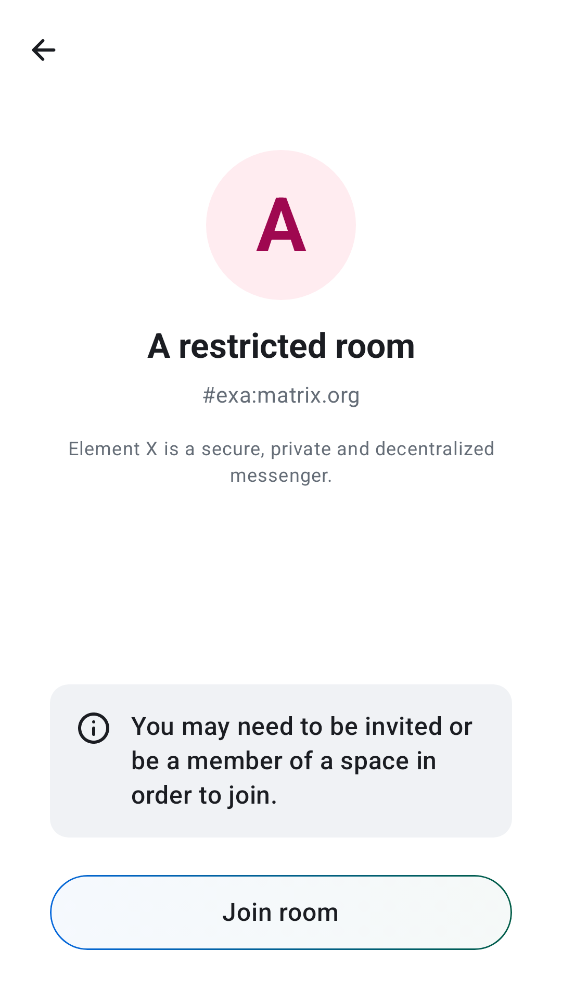 A
A restricted room
#exa:matrix.org
Element X is a secure, private and decentralized
messenger.
You may need to be invited or
be a member of a space in
order to join.
Join room